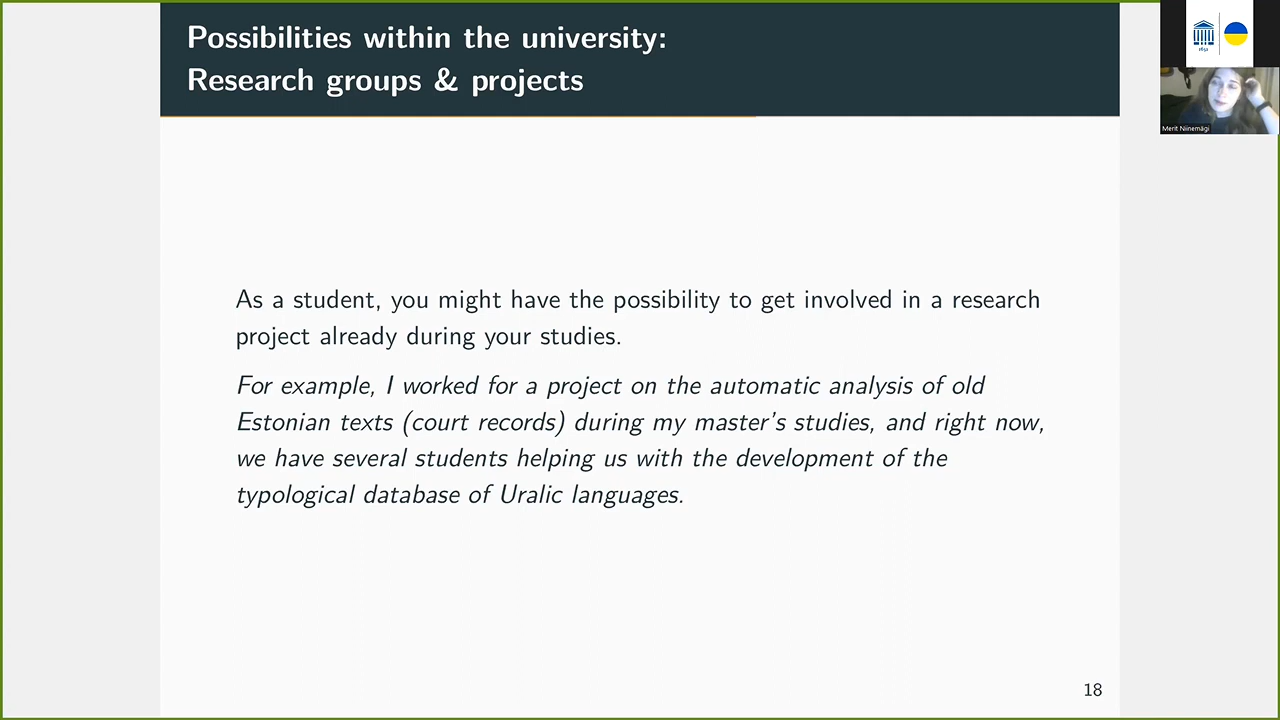 Possibilities within the university:
Research groups & projects
1632
Merit Niinemägi
As a student, you might have the possibility to get involved in a research
project already during your studies.
For example, I worked for a project on the automatic analysis of old
Estonian texts (court records) during my master's studies, and right now,
we have several students helping us with the development of the
typological database of Uralic languages.
18